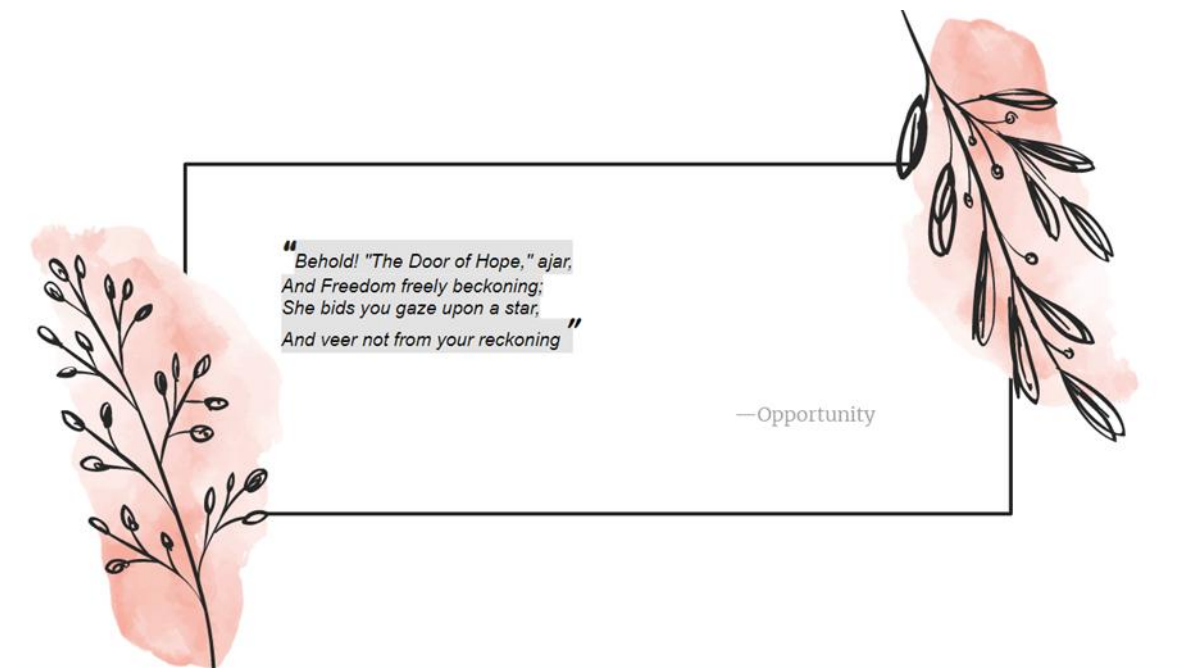 “Behold! "The Door of Hope," ajar,
And Freedom freely beckoning;
She bids you gaze upon a star,
And veer not from your reckoning ”
—Opportunity